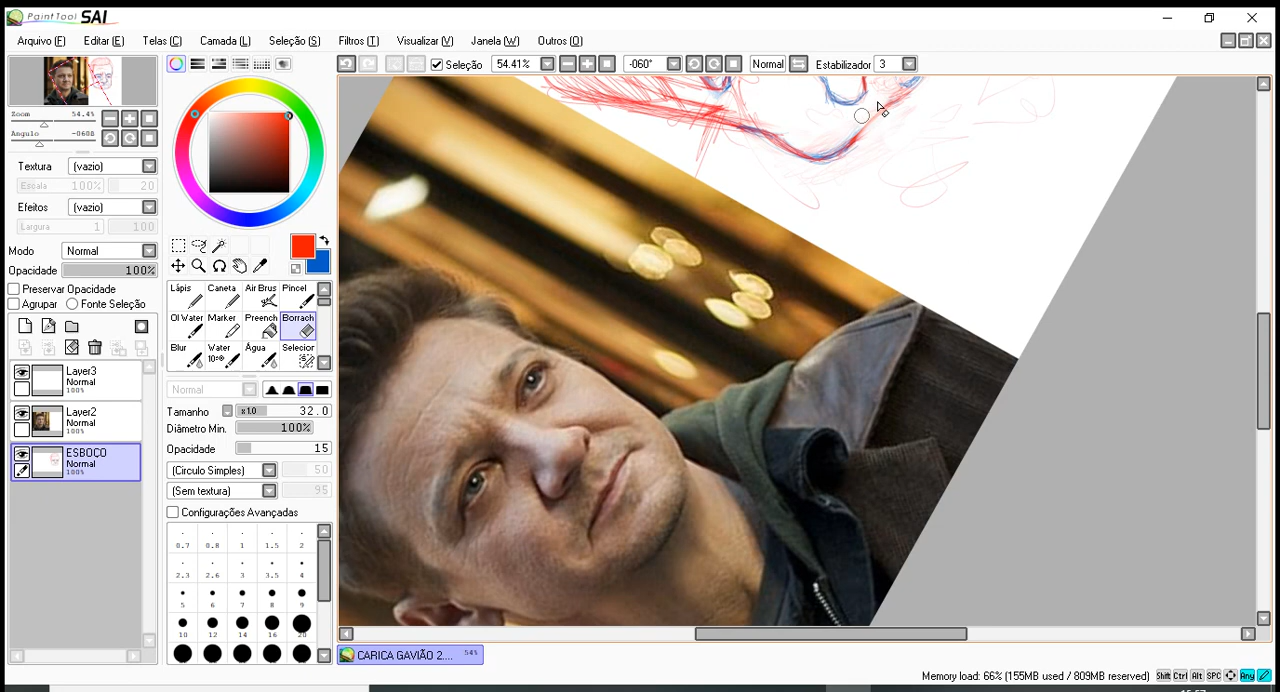 PaintTool SAI
Arquivo (F) Editar (E) Telas (C) Camada (L) Seleção (S) Filtros (T) Visualizar (V) Janela (W) Outros (O)
Seleção 54.41% -060° Normal Estabilizador 3
Zoom 54.4%
Angulo -060B
Textura (vazio)
Escala 100% 20
Efeitos (vazio)
Largura 1 100
Modo Normal
Opacidade 100%
Preservar Opacidade
Agrupar Fonte Seleção
Layer3
Normal
100%
Layer2
Normal
100%
ESBOÇO
Normal
100%
Lápis Caneta Air Brus Pincel
Ol Water Marker Preench Borrach
Blur Water 10® Água Selecior
Normal
Tamanho x1.0 32.0
Diâmetro Min. 100%
Opacidade 15
(Circulo Simples) 50
(Sem textura) 95
Configurações Avançadas
0.7 0.8 1 1.5 2
2.3 2.6 3 3.5 4
5 6 7 8 9
10 12 14 16 20
CARICA GAVIÃO 2.... 54%
Memory load: 66% (155MB used / 809MB reserved) Shift Ctrl Alt SPC Any